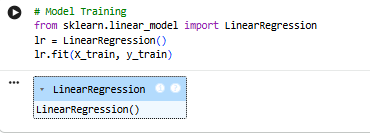 # Model Training
from sklearn.linear_model import LinearRegression
lr = LinearRegression()
lr.fit(X_train, y_train)
LinearRegression
LinearRegression()